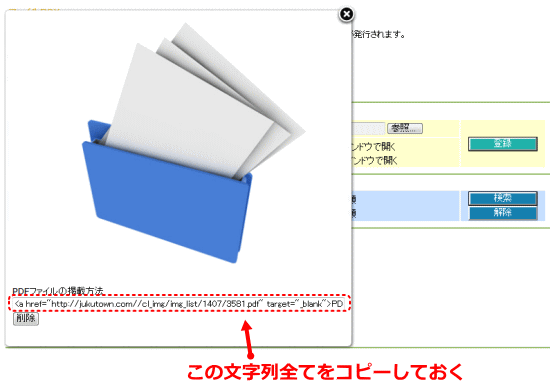 発行されます。
参照...
ンドウで開く
ンドウで開く
登録
検索
解除
PDFファイルの掲載方法
<a href="http://jukutown.com//cl_img/img_list/1407/3581.pdf" target="_blank">PD
削除
この文字列全てをコピーしておく